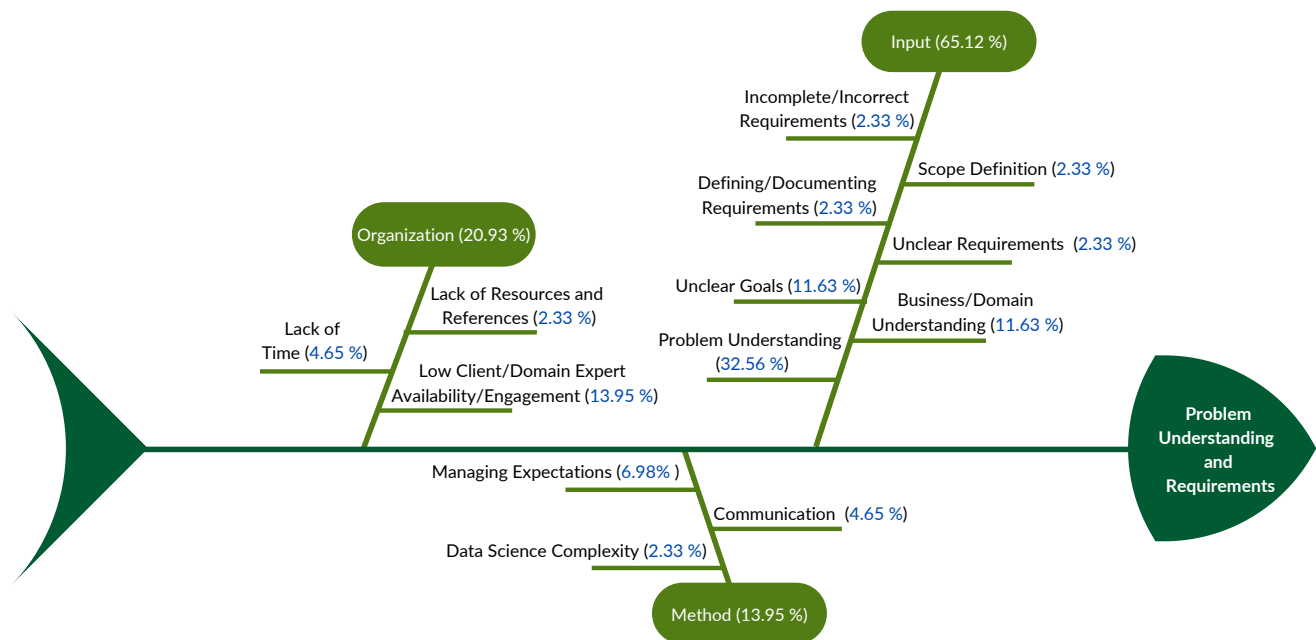 Input (65.12 %)
Incomplete/Incorrect
Requirements (2.33 %)
Scope Definition (2.33 %)
Defining/Documenting
Requirements (2.33 %)
Unclear Requirements (2.33 %)
Unclear Goals (11.63 %)
Business/Domain
Understanding (11.63 %)
Problem Understanding
(32.56 %)
Organization (20.93 %)
Lack of Resources and
References (2.33 %)
Lack of
Time (4.65 %)
Low Client/Domain Expert
Availability/Engagement (13.95 %)
Problem
Understanding
and
Requirements
Managing Expectations (6.98% )
Communication (4.65 %)
Data Science Complexity (2.33 %)
Method (13.95 %)